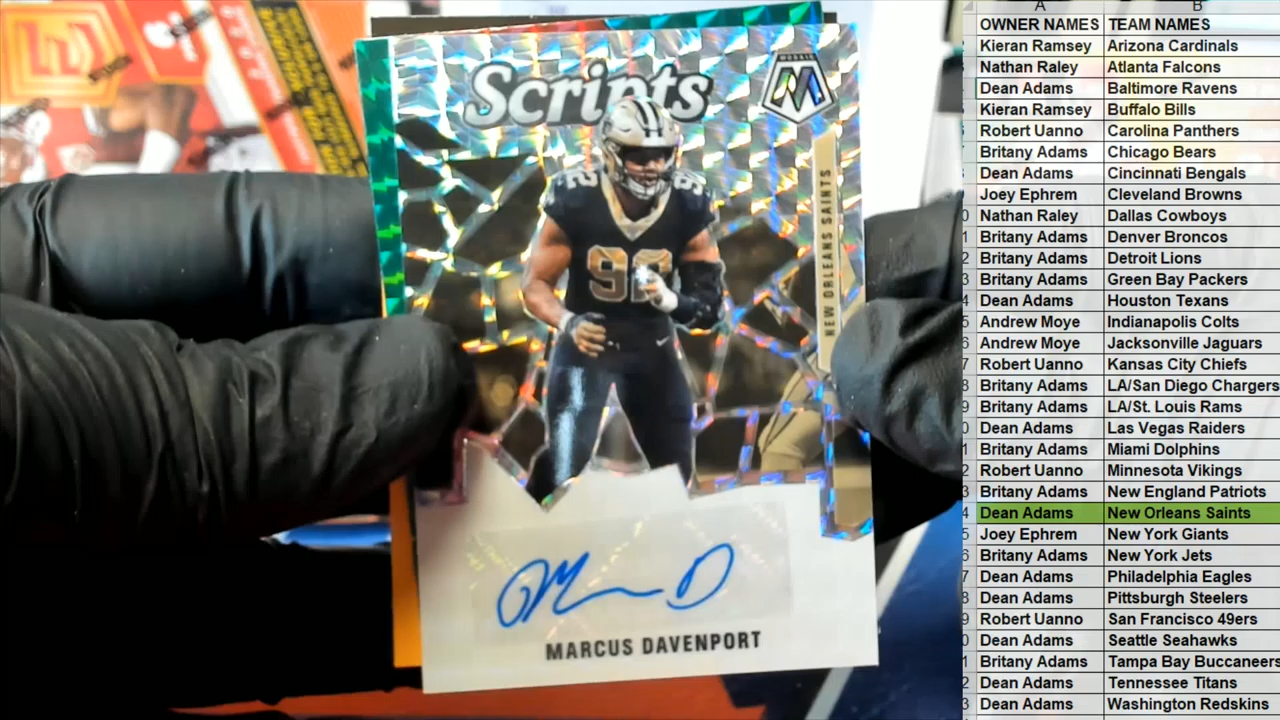 Scripts
MOSAIC
NEW ORLEANS SAINTS
92
MARCUS DAVENPORT
A B
OWNER NAMES TEAM NAMES
Kieran Ramsey Arizona Cardinals
Nathan Raley Atlanta Falcons
Dean Adams Baltimore Ravens
Kieran Ramsey Buffalo Bills
Robert Uanno Carolina Panthers
Britany Adams Chicago Bears
Dean Adams Cincinnati Bengals
Joey Ephrem Cleveland Browns
Nathan Raley Dallas Cowboys
Britany Adams Denver Broncos
Britany Adams Detroit Lions
Britany Adams Green Bay Packers
Dean Adams Houston Texans
Andrew Moye Indianapolis Colts
Andrew Moye Jacksonville Jaguars
Robert Uanno Kansas City Chiefs
Britany Adams LA/San Diego Chargers
Britany Adams LA/St. Louis Rams
Dean Adams Las Vegas Raiders
Britany Adams Miami Dolphins
Robert Uanno Minnesota Vikings
Britany Adams New England Patriots
Dean Adams New Orleans Saints
Joey Ephrem New York Giants
Britany Adams New York Jets
Dean Adams Philadelphia Eagles
Dean Adams Pittsburgh Steelers
Robert Uanno San Francisco 49ers
Dean Adams Seattle Seahawks
Britany Adams Tampa Bay Buccaneers
Dean Adams Tennessee Titans
Dean Adams Washington Redskins